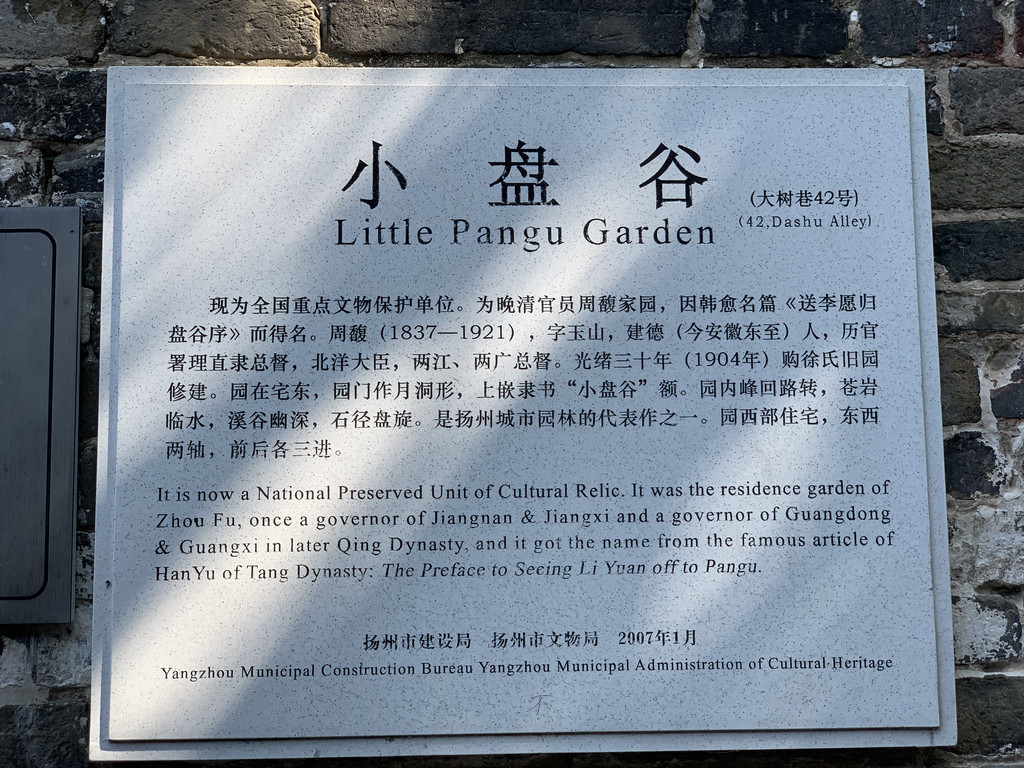 小 盘 谷
(大树巷42号)
Little Pangu Garden
(42,Dashu Alley)
现为全国重点文物保护单位。为晚清官员周馥家园，因韩愈名篇《送李愿归
盘谷序》而得名。周馥（1837—1921），字玉山，建德（今安徽东至）人，历官
署理直隶总督，北洋大臣，两江、两广总督。光绪三十年（1904年）购徐氏旧园
修建。园在宅东，园门作月洞形，上嵌隶书“小盘谷”额。园内峰回路转，苍岩
临水，溪谷幽深，石径盘旋。是扬州城市园林的代表作之一。园西部住宅，东西
两轴，前后各三进。
It is now a National Preserved Unit of Cultural Relic. It was the residence garden of
Zhou Fu, once a governor of Jiangnan & Jiangxi and a governor of Guangdong
& Guangxi in later Qing Dynasty, and it got the name from the famous article of
HanYu of Tang Dynasty: The Preface to Seeing Li Yuan off to Pangu.
扬州市建设局 扬州市文物局 2007年1月
Yangzhou Municipal Construction Bureau Yangzhou Municipal Administration of Cultural Heritage